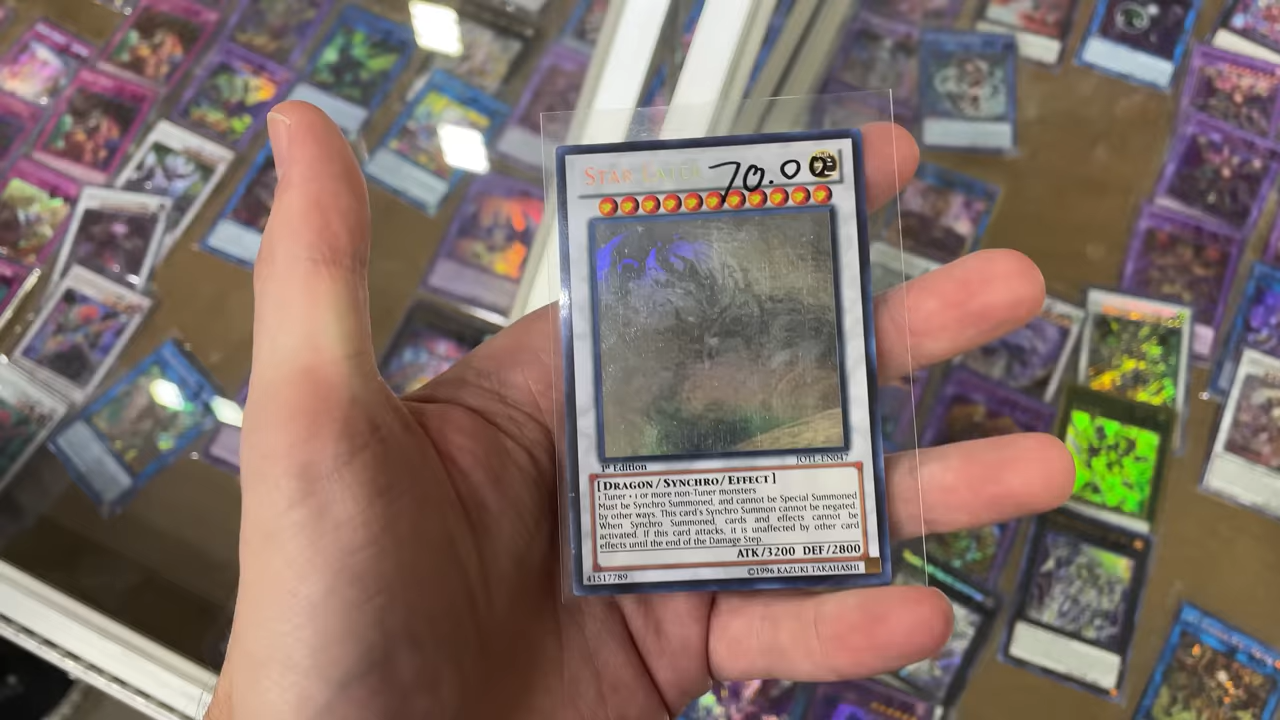 STAR EATER 70.0
1st Edition
JOTL-EN047
[DRAGON/SYNCHRO/EFFECT]
1 Tuner + 1 or more non-Tuner monsters
Must be Synchro Summoned, and cannot be Special Summoned
by other ways. This card's Synchro Summon cannot be negated.
When Synchro Summoned, cards and effects cannot be
activated. If this card attacks, it is unaffected by other card
effects until the end of the Damage Step.
ATK/3200 DEF/2800
41517789
©1996 KAZUKI TAKAHASHI